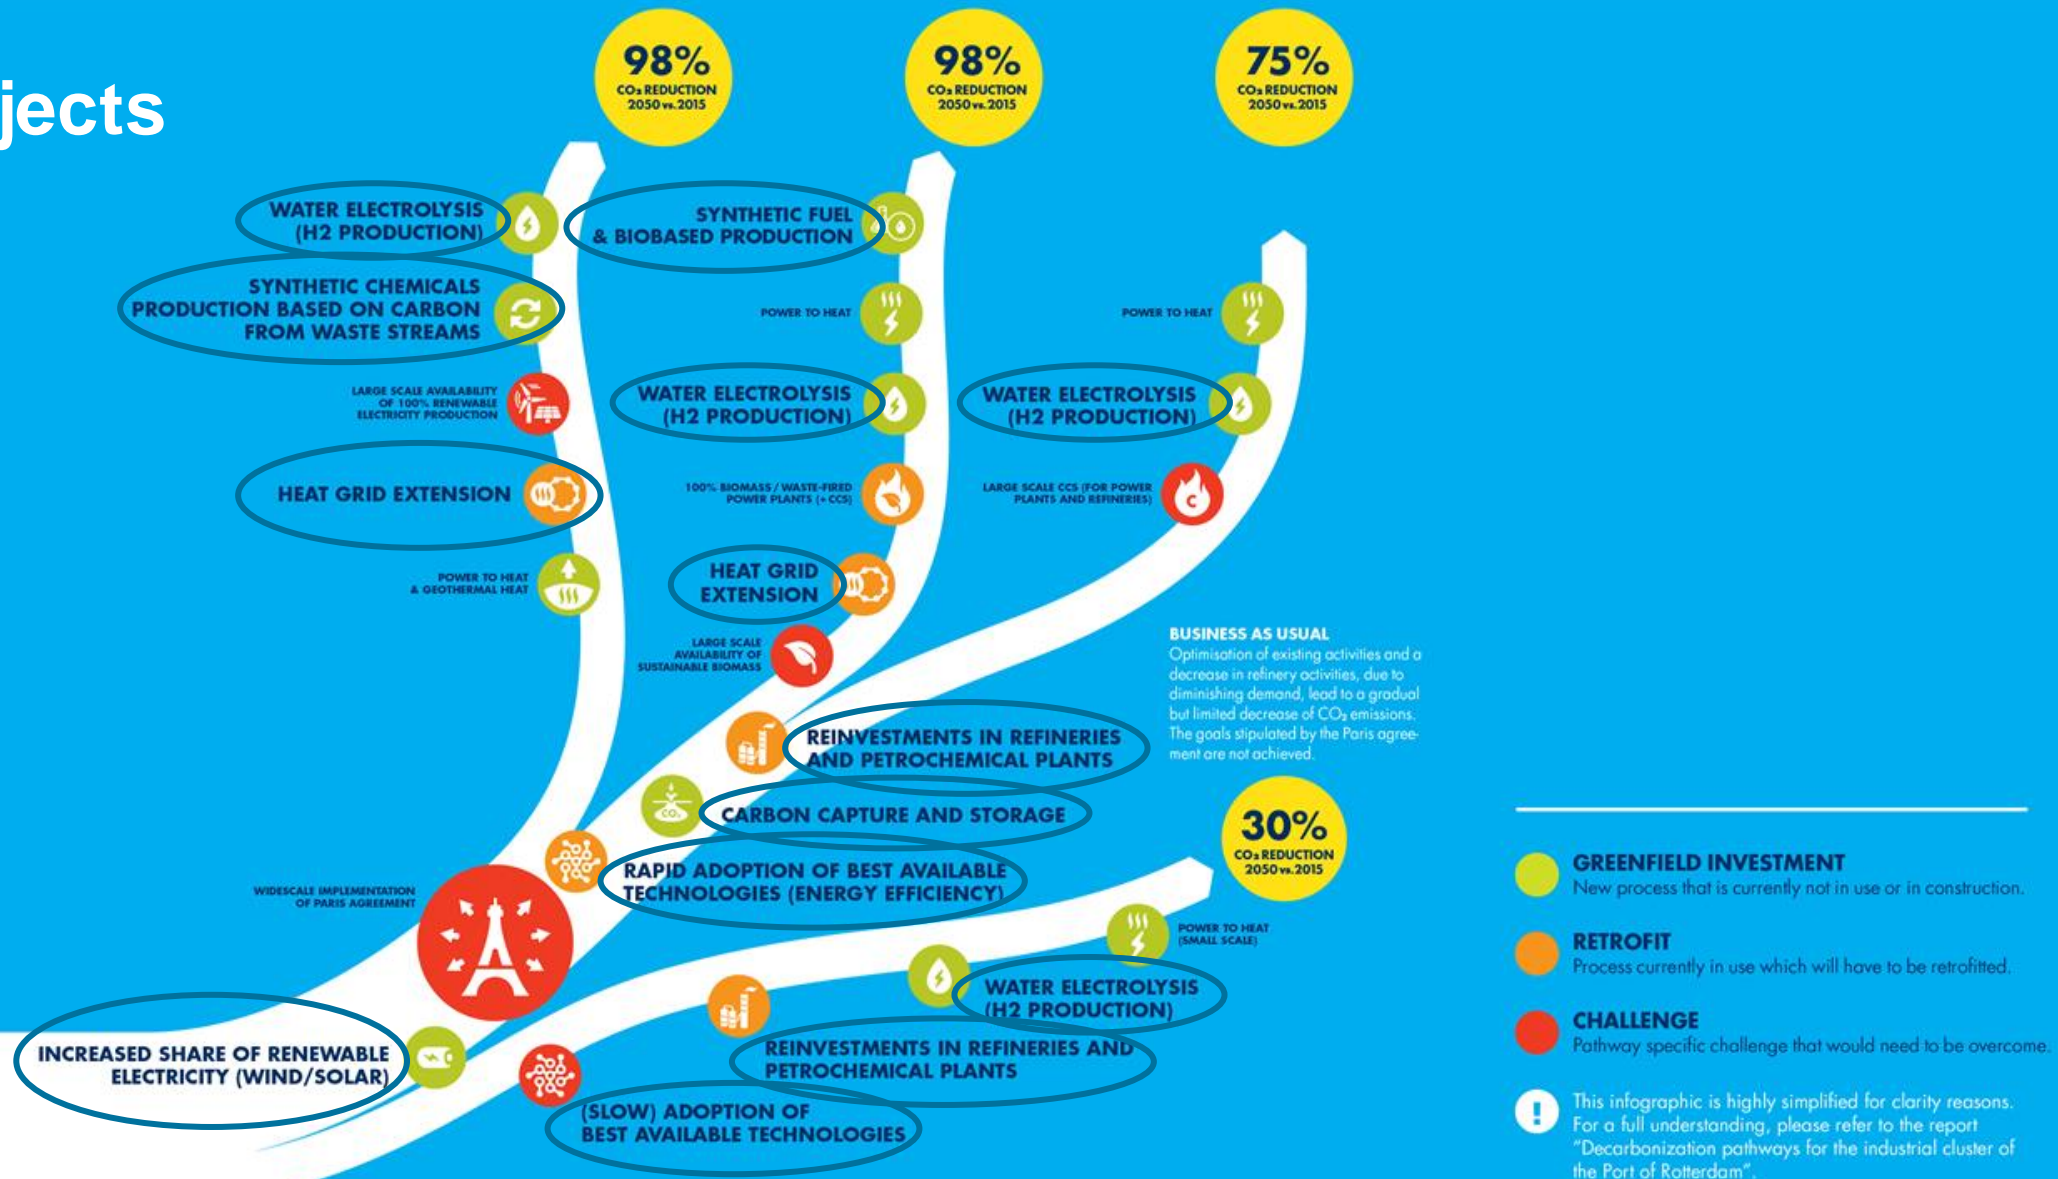 jects
98%
CO₂ REDUCTION
2050 vs. 2015
98%
CO₂ REDUCTION
2050 vs. 2015
75%
CO₂ REDUCTION
2050 vs. 2015
WATER ELECTROLYSIS
(H2 PRODUCTION)
SYNTHETIC CHEMICALS
PRODUCTION BASED ON CARBON
FROM WASTE STREAMS
LARGE SCALE AVAILABILITY
OF 100% RENEWABLE
ELECTRICITY PRODUCTION
HEAT GRID EXTENSION
POWER TO HEAT
& GEOTHERMAL HEAT
SYNTHETIC FUEL
& BIOBASED PRODUCTION
POWER TO HEAT
WATER ELECTROLYSIS
(H2 PRODUCTION)
100% BIOMASS / WASTE-FIRED
POWER PLANTS (+ CCS)
HEAT GRID
EXTENSION
LARGE SCALE
AVAILABILITY OF
SUSTAINABLE BIOMASS
POWER TO HEAT
WATER ELECTROLYSIS
(H2 PRODUCTION)
LARGE SCALE CCS (FOR POWER
PLANTS AND REFINERIES)
C
REINVESTMENTS IN REFINERIES
AND PETROCHEMICAL PLANTS
CO₂
CARBON CAPTURE AND STORAGE
RAPID ADOPTION OF BEST AVAILABLE
TECHNOLOGIES (ENERGY EFFICIENCY)
WIDESCALE IMPLEMENTATION
OF PARIS AGREEMENT
INCREASED SHARE OF RENEWABLE
ELECTRICITY (WIND/SOLAR)
BUSINESS AS USUAL
Optimisation of existing activities and a
decrease in refinery activities, due to
diminishing demand, lead to a gradual
but limited decrease of CO₂ emissions.
The goals stipulated by the Paris agree-
ment are not achieved.
30%
CO₂ REDUCTION
2050 vs. 2015
POWER TO HEAT
(SMALL SCALE)
WATER ELECTROLYSIS
(H2 PRODUCTION)
REINVESTMENTS IN REFINERIES AND
PETROCHEMICAL PLANTS
(SLOW) ADOPTION OF
BEST AVAILABLE TECHNOLOGIES
GREENFIELD INVESTMENT
New process that is currently not in use or in construction.
RETROFIT
Process currently in use which will have to be retrofitted.
CHALLENGE
Pathway specific challenge that would need to be overcome.
!
This infographic is highly simplified for clarity reasons.
For a full understanding, please refer to the report
"Decarbonization pathways for the industrial cluster of
the Port of Rotterdam".